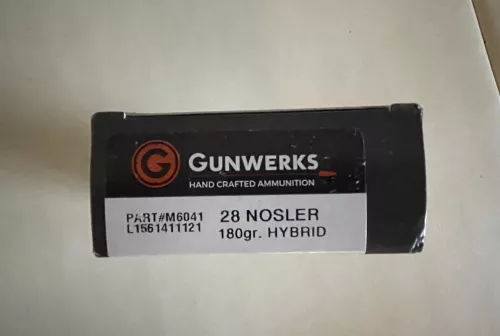 G GUNWERKS
HAND CRAFTED AMMUNITION
PART#M6041
L1561411121
28 NOSLER
180gr. HYBRID